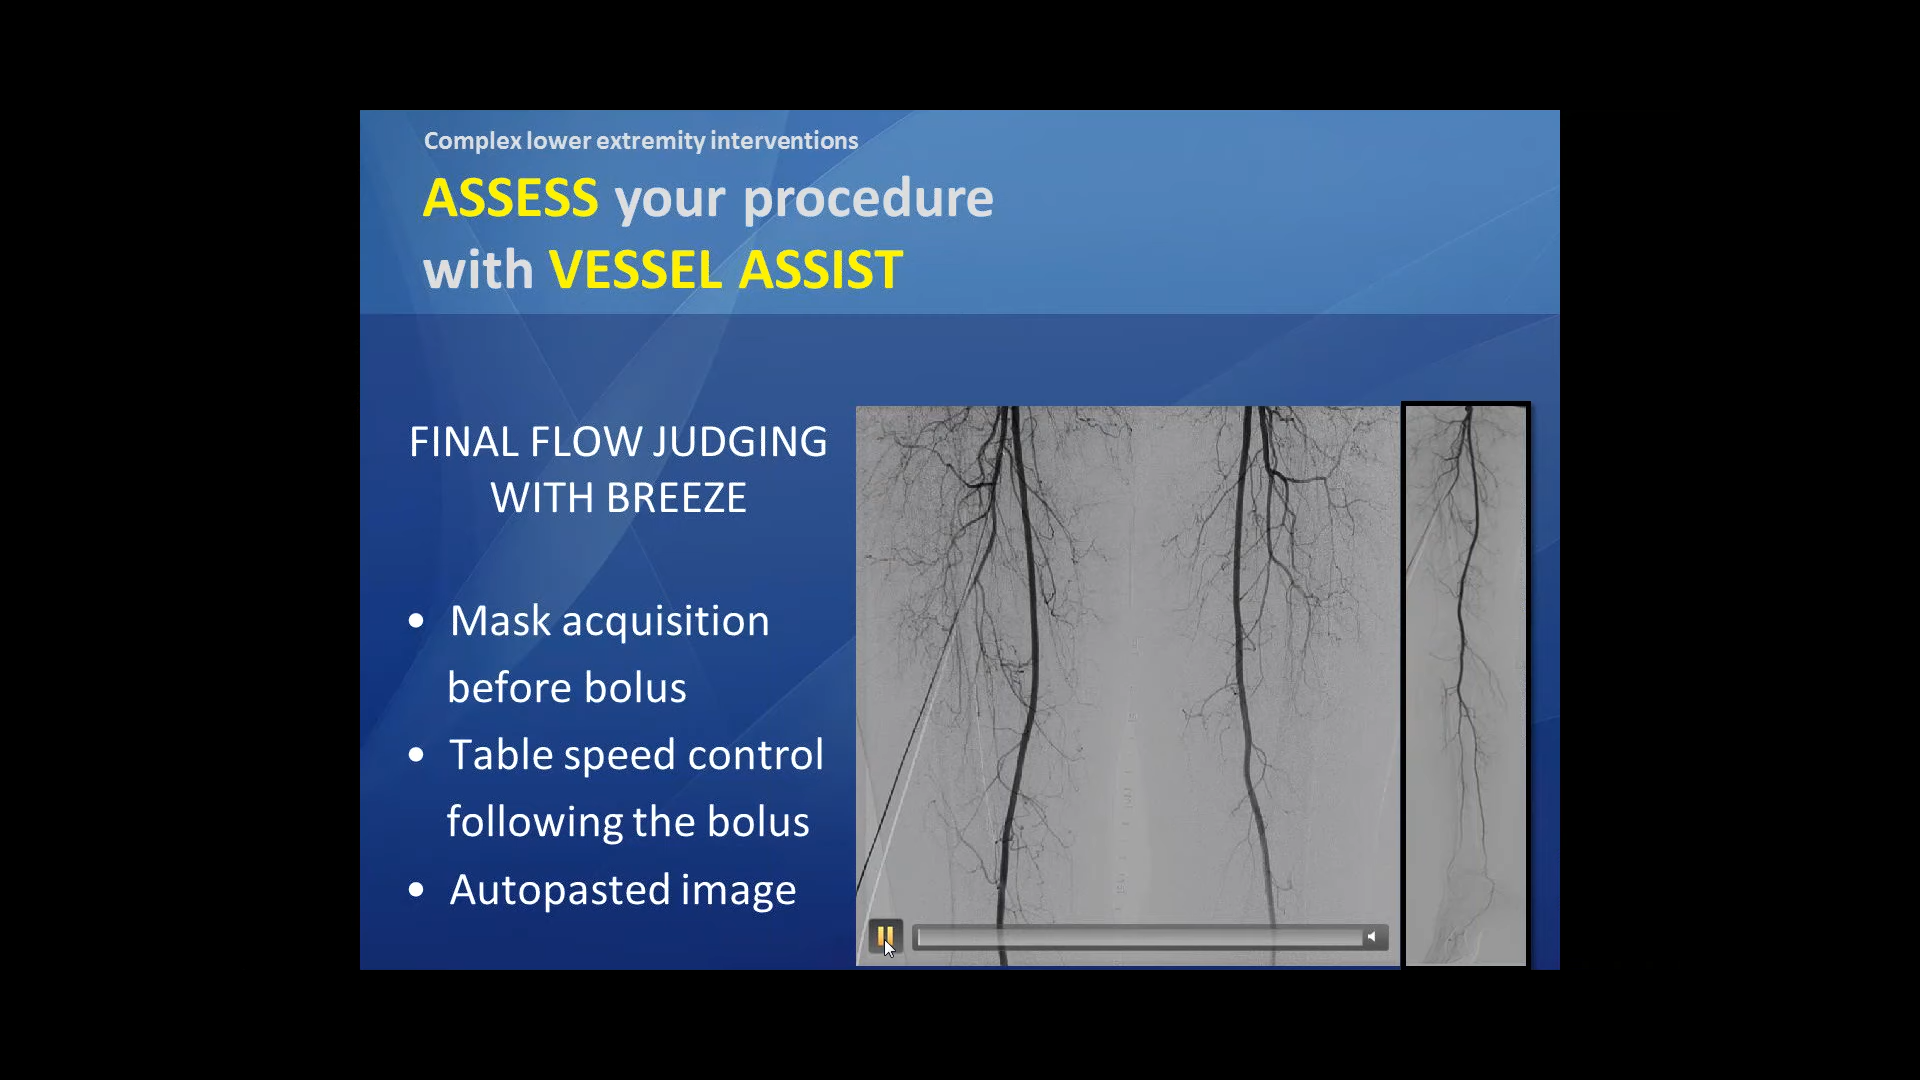 Complex lower extremity interventions
ASSESS your procedure
with VESSEL ASSIST
FINAL FLOW JUDGING
WITH BREEZE
• Mask acquisition
before bolus
• Table speed control
following the bolus
• Autopasted image